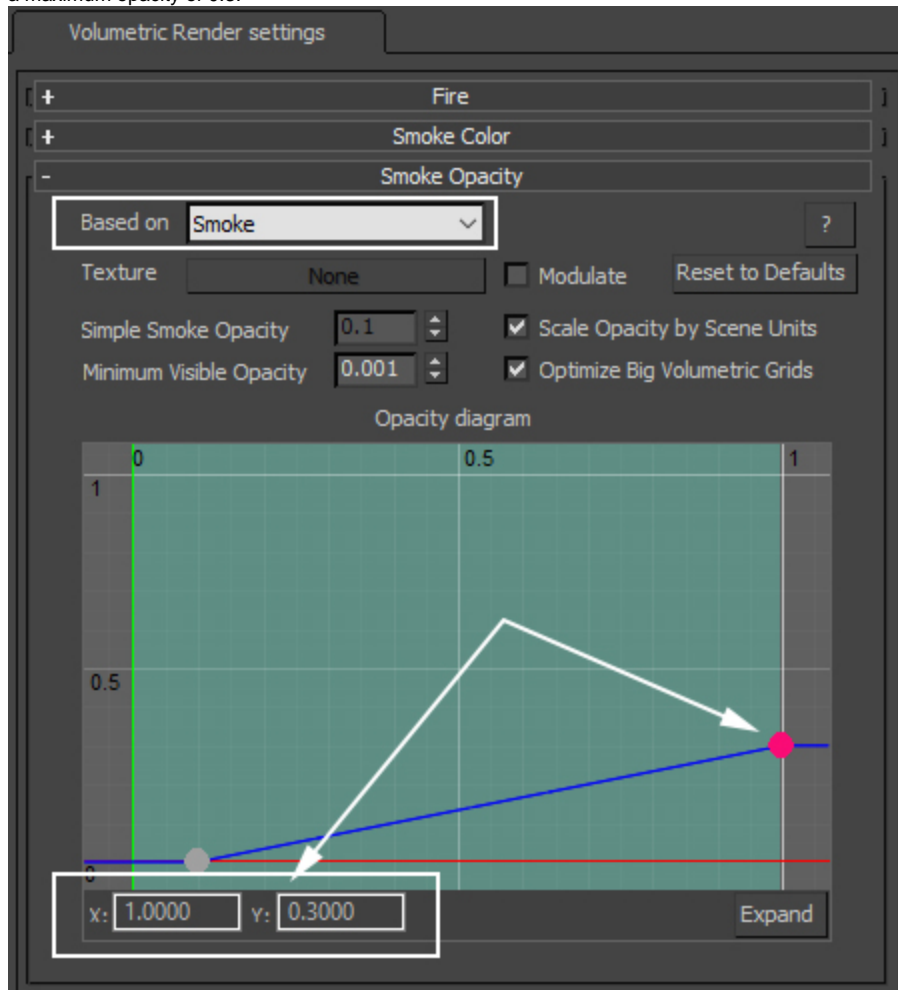 Volumetric Render settings
+ Fire
+ Smoke Color
- Smoke Opacity
Based on Smoke ?
Texture None Modulate Reset to Defaults
Simple Smoke Opacity 0.1 Scale Opacity by Scene Units
Minimum Visible Opacity 0.001 Optimize Big Volumetric Grids
Opacity diagram
0 0.5 1
1
0.5
0
X: 1.0000 Y: 0.3000 Expand